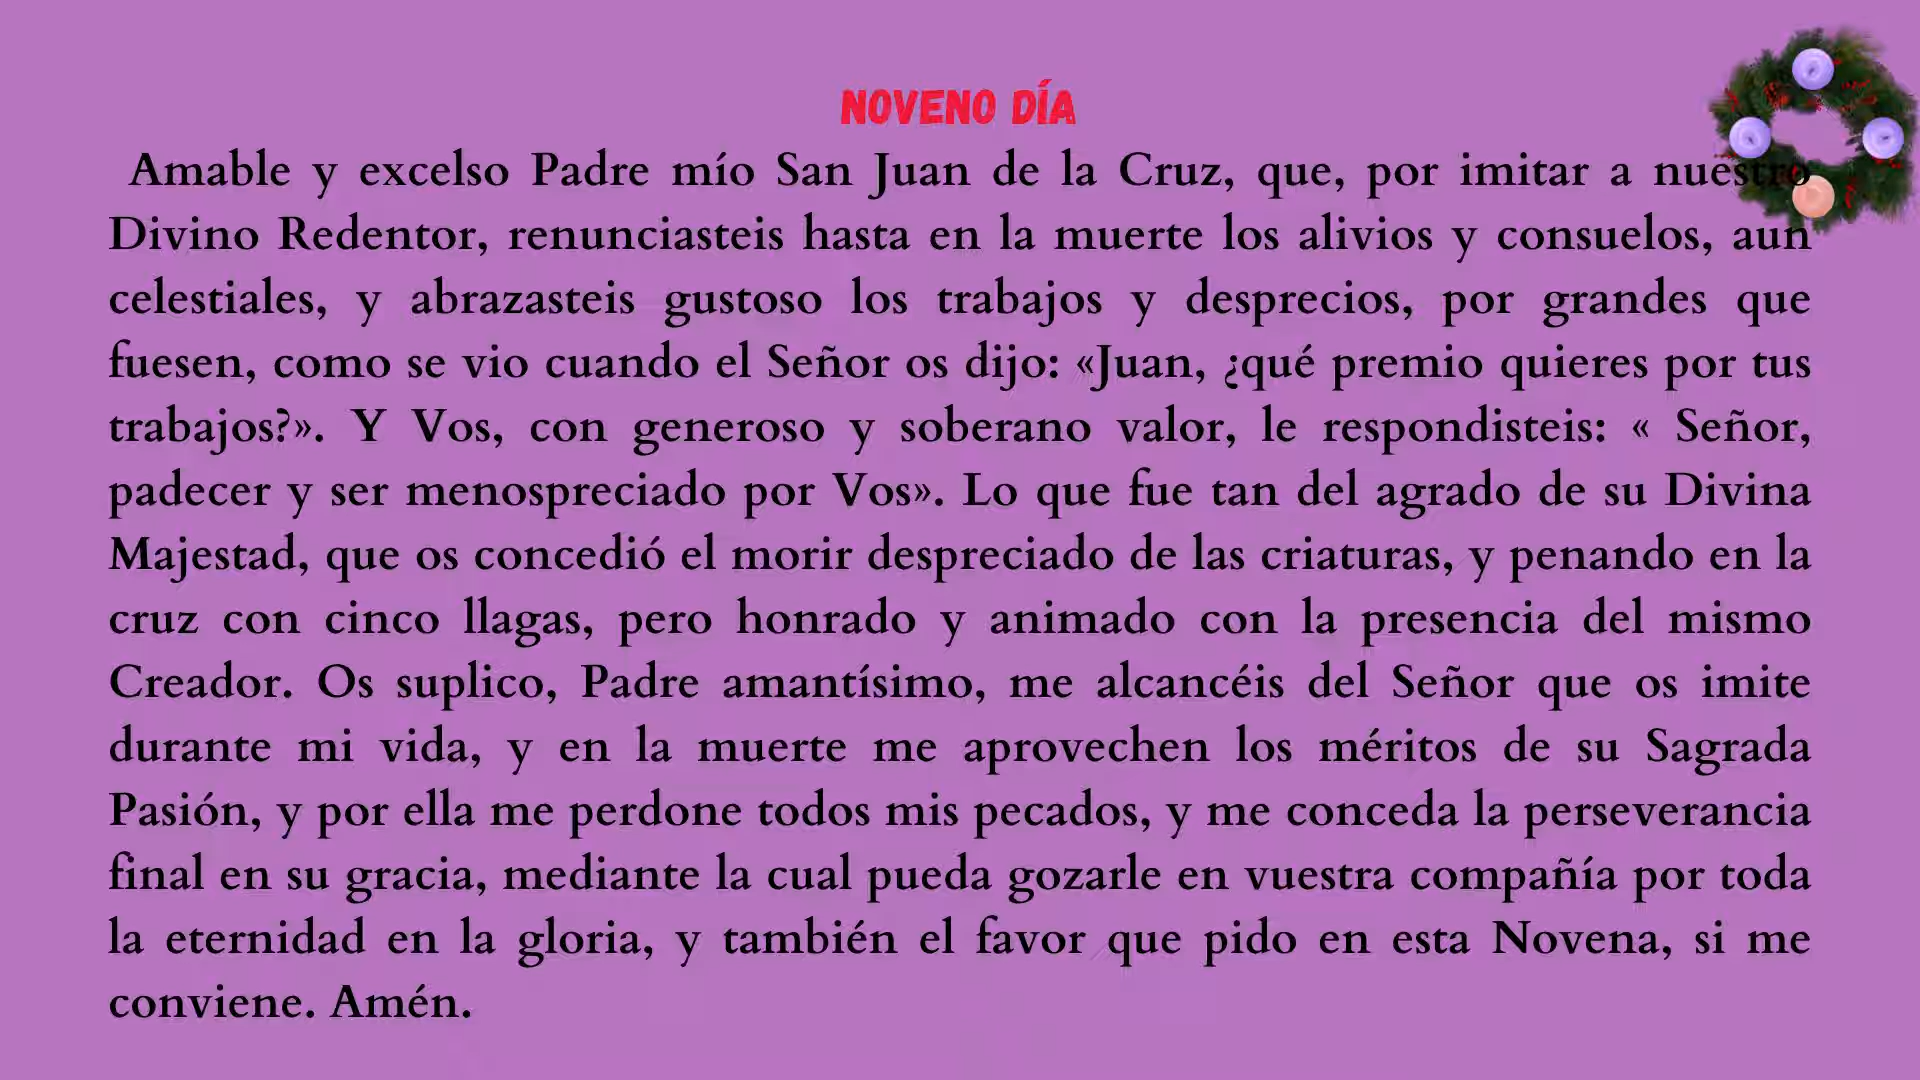 NOVENO DÍA
Amable y excelso Padre mío San Juan de la Cruz, que, por imitar a nuestro
Divino Redentor, renunciasteis hasta en la muerte los alivios y consuelos, aun
celestiales, y abrazasteis gustoso los trabajos y desprecios, por grandes que
fuesen, como se vio cuando el Señor os dijo: «Juan, ¿qué premio quieres por tus
trabajos?». Y Vos, con generoso y soberano valor, le respondisteis: « Señor,
padecer y ser menospreciado por Vos». Lo que fue tan del agrado de su Divina
Majestad, que os concedió el morir despreciado de las criaturas, y penando en la
cruz con cinco llagas, pero honrado y animado con la presencia del mismo
Creador. Os suplico, Padre amantísimo, me alcancéis del Señor que os imite
durante mi vida, y en la muerte me aprovechen los méritos de su Sagrada
Pasión, y por ella me perdone todos mis pecados, y me conceda la perseverancia
final en su gracia, mediante la cual pueda gozarle en vuestra compañía por toda
la eternidad en la gloria, y también el favor que pido en esta Novena, si me
conviene. Amén.